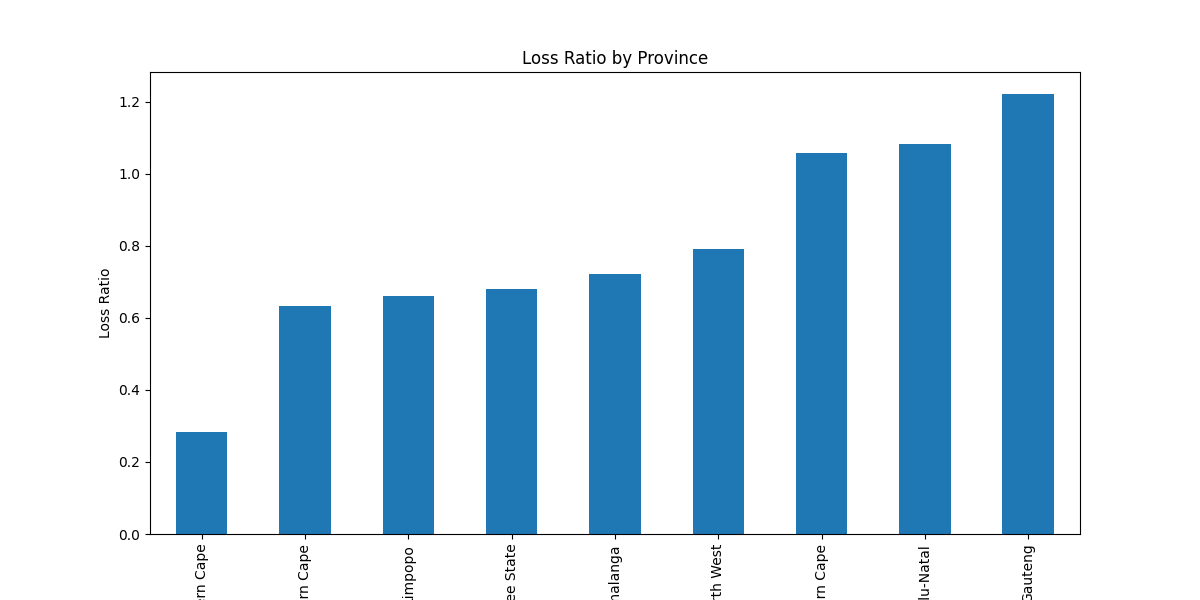 Loss Ratio by Province
Loss Ratio
1.2
1.0
0.8
0.6
0.4
0.2
0.0
rn Cape
rn Cape
impopo
ee State
nalanga
rth West
rn Cape
lu-Natal
Gauteng